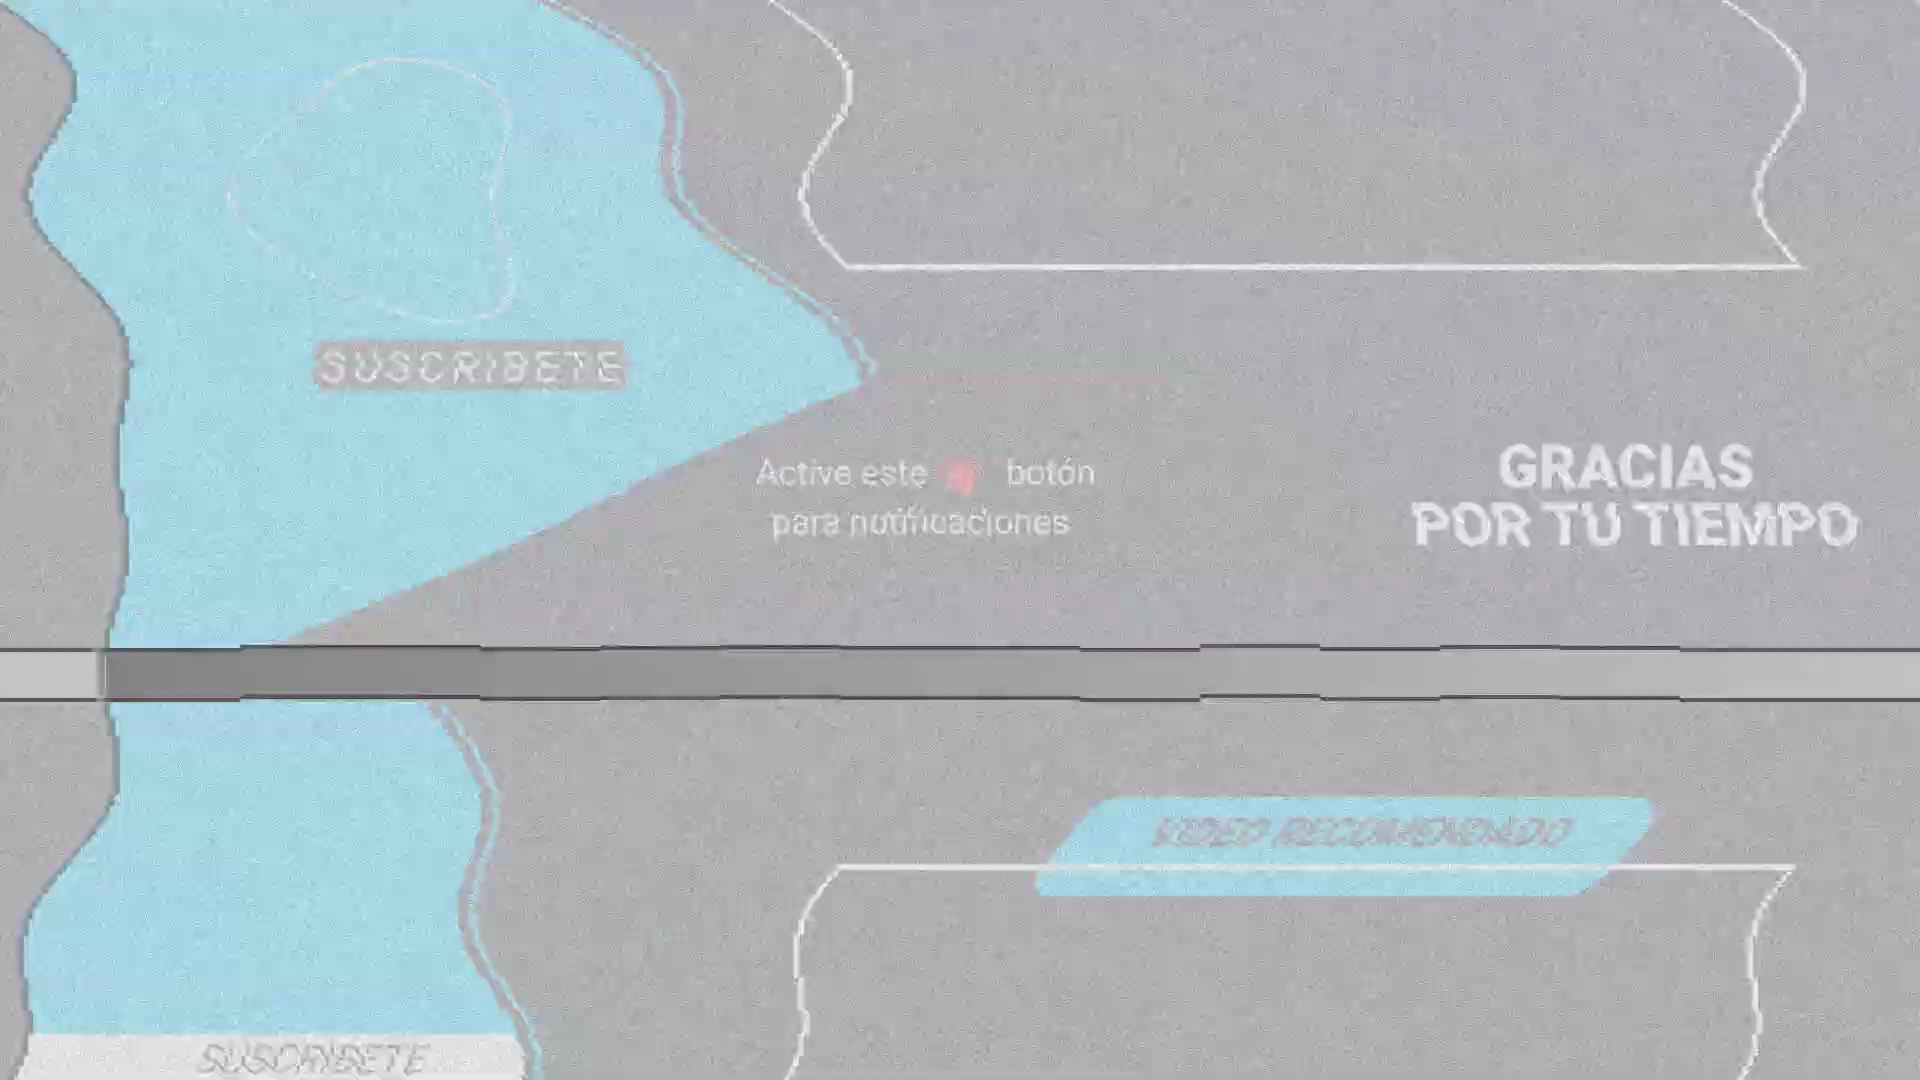 SUSCRIBETE
Active este botón
para notificaciones
GRACIAS
POR TU TIEMPO
VIDEO RECOMENDADO
SUSCRIBETE